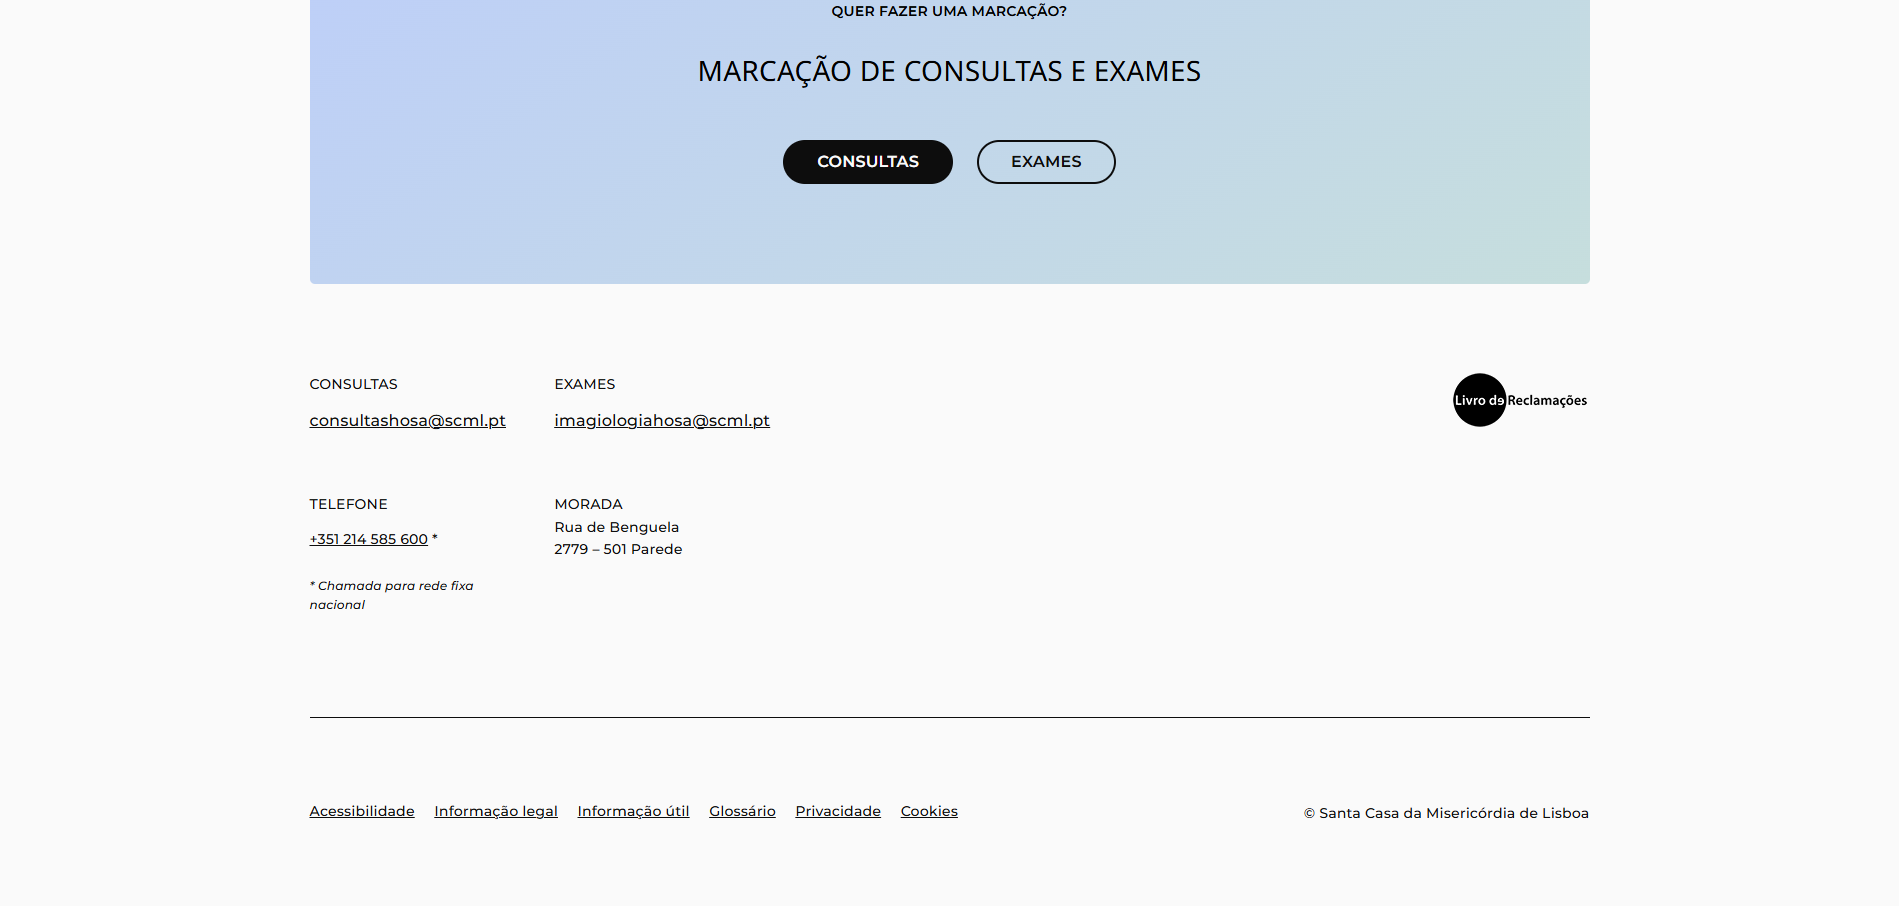 QUER FAZER UMA MARCAÇÃO?
MARCAÇÃO DE CONSULTAS E EXAMES
CONSULTAS
EXAMES
CONSULTAS
consultashosa@scml.pt
EXAMES
imagiologiahosa@scml.pt
Livro de Reclamações
TELEFONE
+351 214 585 600 *
* Chamada para rede fixa
nacional
MORADA
Rua de Benguela
2779 – 501 Parede
Acessibilidade Informação legal Informação útil Glossário Privacidade Cookies
© Santa Casa da Misericórdia de Lisboa